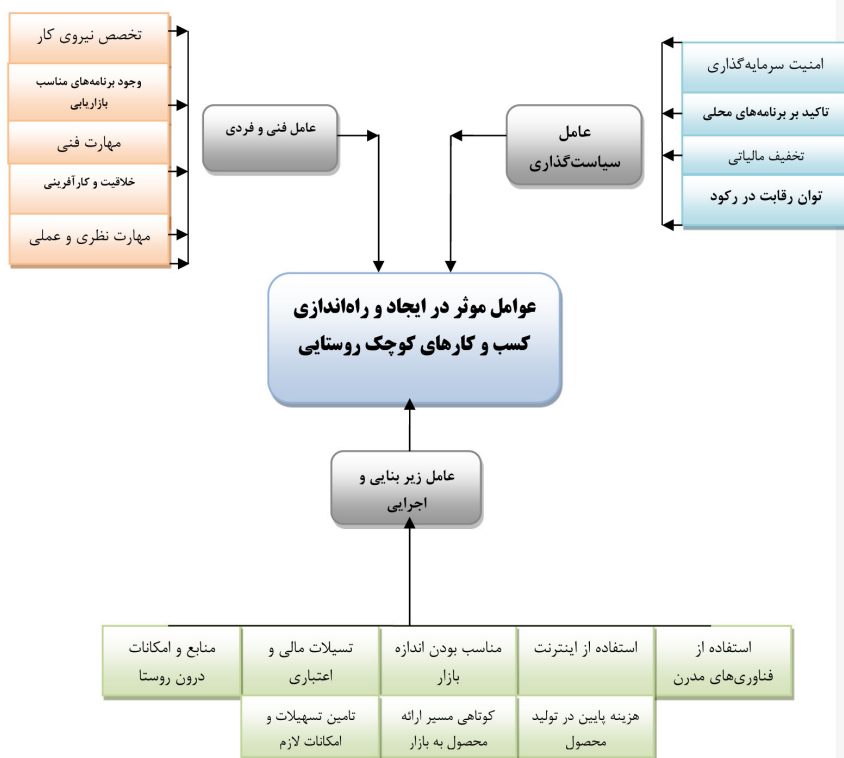 تخصص نیروی کار
وجود برنامه‌های مناسب
بازاریابی
مهارت فنی
خلاقیت و کارآفرینی
مهارت نظری و عملی
عامل فنی و فردی
عامل
سیاست‌گذاری
امنیت سرمایه‌گذاری
تاکید بر برنامه‌های محلی
تخفیف مالیاتی
توان رقابت در رکود
عوامل موثر در ایجاد و راه‌اندازی
کسب و کارهای کوچک روستایی
عامل زیر بنایی و
اجرایی
استفاده از
فناوری‌های مدرن
استفاده از اینترنت
مناسب بودن اندازه
بازار
تسیلات مالی و
اعتباری
منابع و امکانات
درون روستا
هزینه پایین در تولید
محصول
کوتاهی مسیر ارائه
محصول به بازار
تامین تسهیلات و
امکانات لازم